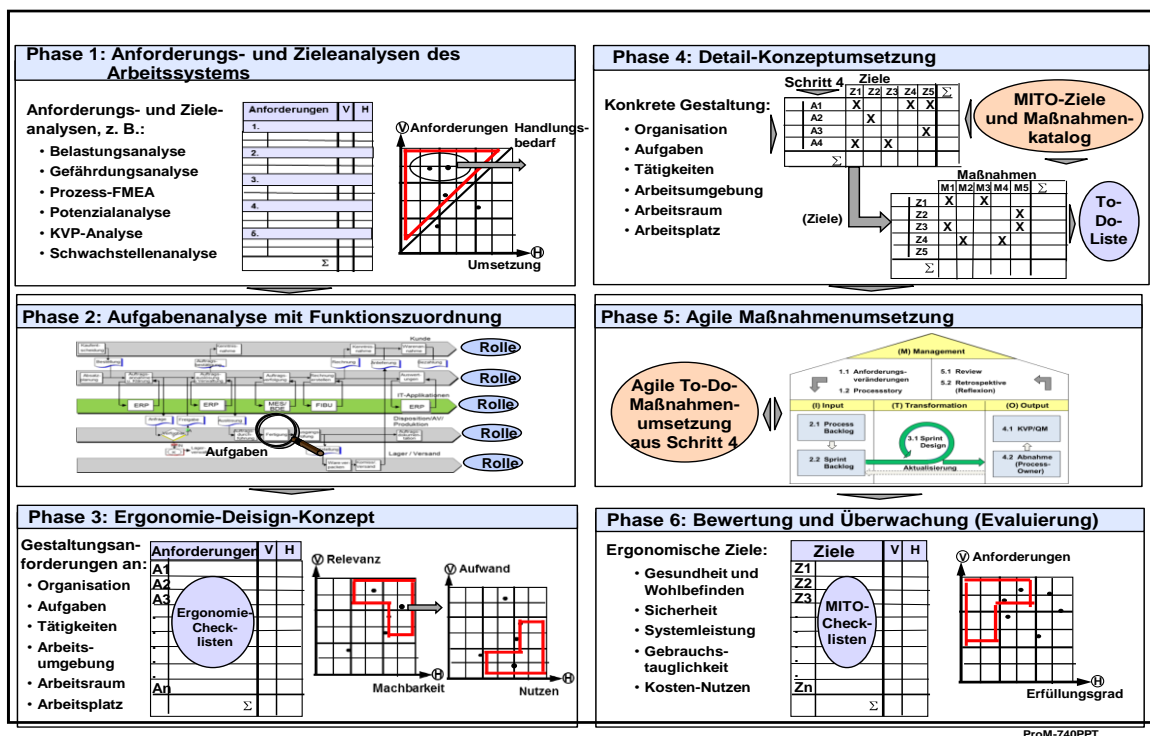 Phase 1: Anforderungs- und Zieleanalysen des
Arbeitssystems
Anforderungs- und Ziele-
analysen, z. B.:
• Belastungsanalyse
• Gefährdungsanalyse
• Prozess-FMEA
• Potenzialanalyse
• KVP-Analyse
• Schwachstellenanalyse
Anforderungen V H
1.
2.
3.
4.
5.
Σ
V Anforderungen
Handlungs-
bedarf
H
Umsetzung
Phase 2: Aufgabenanalyse mit Funktionszuordnung
Kunde
Rolle
Bestellung
Rechnung
Rolle
IT-Applikationen
ERP
ERP
MES/
BDE
FIBU
ERP
Rolle
Disposition/AV/
Produktion
Fertigung
Rolle
Aufgaben
Lager / Versand
Rolle
Phase 3: Ergonomie-Deisign-Konzept
Gestaltungsan-
forderungen an:
• Organisation
• Aufgaben
• Tätigkeiten
• Arbeits-
umgebung
• Arbeitsraum
• Arbeitsplatz
Anforderungen V H
A1
A2
A3
.
.
.
.
An
Σ
Ergonomie-
Check-
listen
V Relevanz
H
Machbarkeit
V Aufwand
H
Nutzen
Phase 4: Detail-Konzeptumsetzung
Konkrete Gestaltung:
• Organisation
• Aufgaben
• Tätigkeiten
• Arbeitsumgebung
• Arbeitsraum
• Arbeitsplatz
Schritt 4
Ziele
Z1 Z2 Z3 Z4 Z5 Σ
A1 X X X
A2 X
A3 X
A4 X X
Σ
MITO-Ziele
und Maßnahmen-
katalog
Maßnahmen
M1 M2 M3 M4 M5 Σ
(Ziele)
Z1 X X
Z2 X
Z3 X X
Z4 X X
Z5
Σ
To-
Do-
Liste
Phase 5: Agile Maßnahmenumsetzung
Agile To-Do-
Maßnahmen-
umsetzung
aus Schritt 4
(M) Management
1.1 Anforderungs-
veränderungen
1.2 Processstory
5.1 Review
5.2 Retrospektive
(Reflexion)
(I) Input
(T) Transformation
(O) Output
2.1 Process
Backlog
2.2 Sprint
Backlog
3.1 Sprint
Design
Aktualisierung
4.1 KVP/QM
4.2 Abnahme
(Process-
Owner)
Phase 6: Bewertung und Überwachung (Evaluierung)
Ergonomische Ziele:
• Gesundheit und
Wohlbefinden
• Sicherheit
• Systemleistung
• Gebrauchs-
tauglichkeit
• Kosten-Nutzen
Ziele V H
Z1
Z2
Z3
.
.
.
.
Zn
Σ
MITO-
Check-
listen
V Anforderungen
H
Erfüllungsgrad
ProM-740PPT